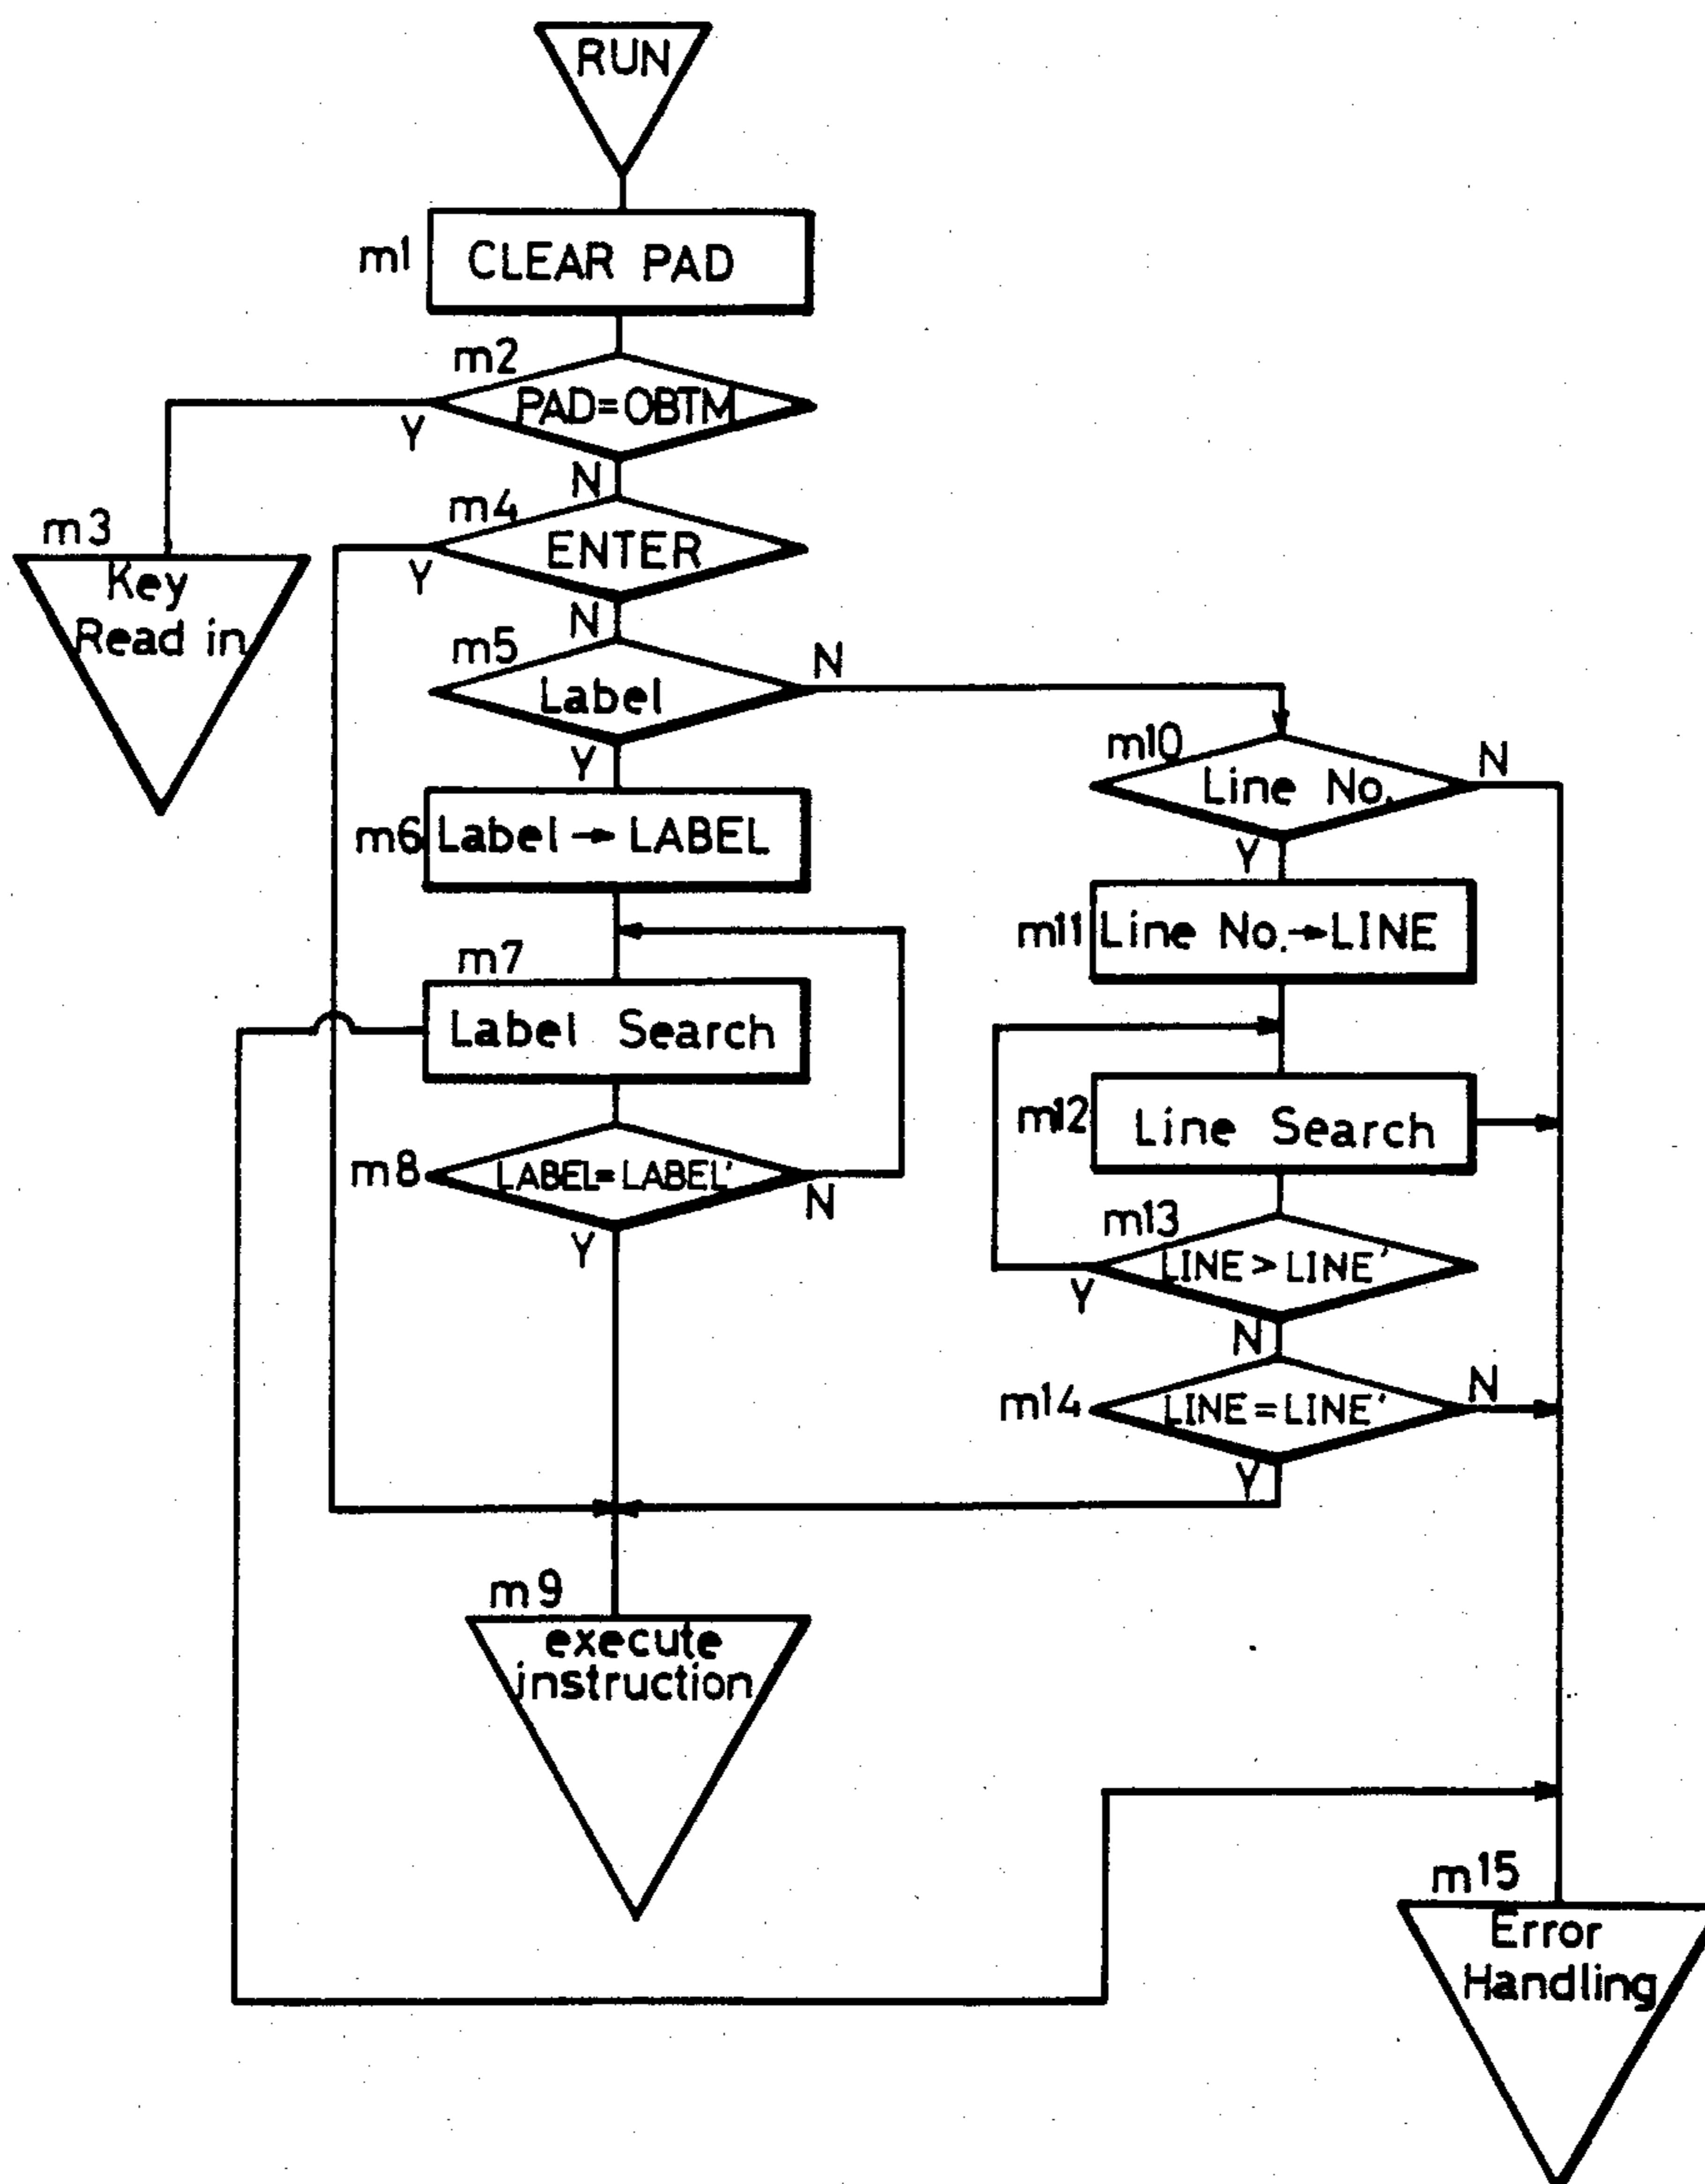 RUN
m1
CLEAR PAD
m2
PAD=OBTM
Y
N
m4
ENTER
Y
N
m3
Key
Read in
m5
Label
N
Y
m6
Label → LABEL
m7
Label Search
m8
LABEL=LABEL'
N
Y
m10
Line No.
N
Y
m11
Line No.→LINE
m12
Line Search
m13
LINE > LINE'
Y
N
m14
LINE=LINE'
N
Y
m9
execute
instruction
m15
Error
Handling